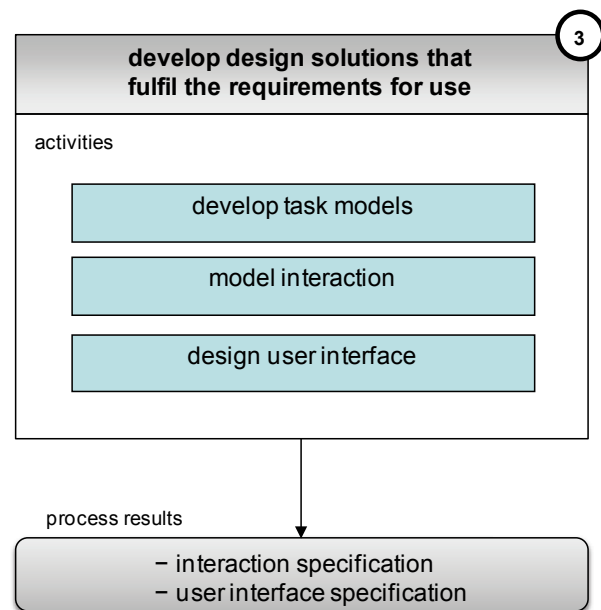 3
develop design solutions that
fulfil the requirements for use
activities
develop task models
model interaction
design user interface
process results
− interaction specification
− user interface specification